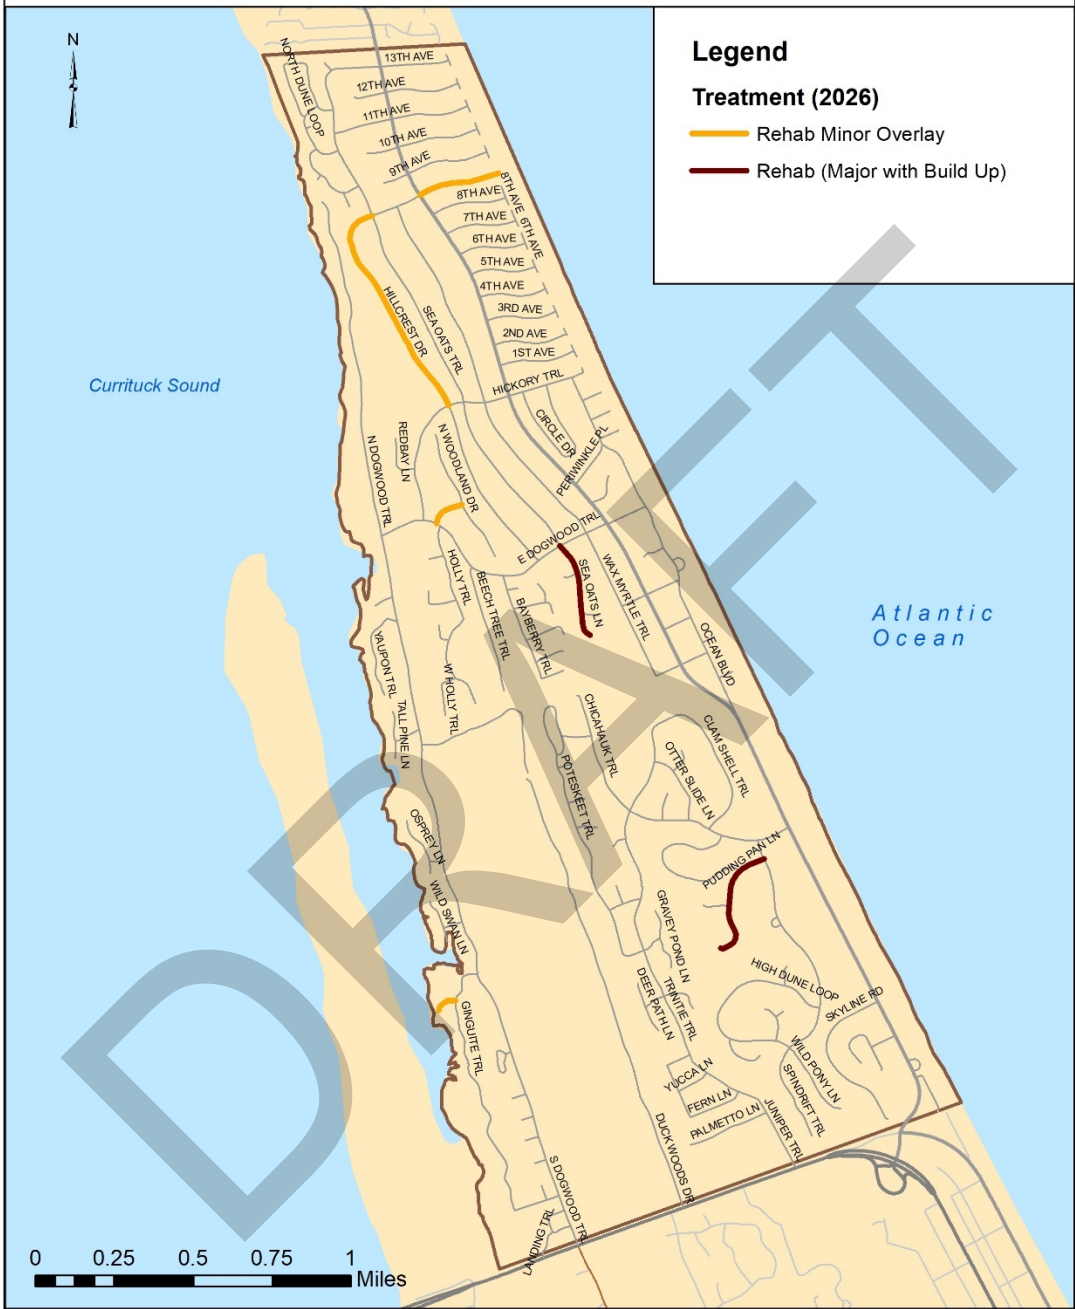 Legend
Treatment (2026)
Rehab Minor Overlay
Rehab (Major with Build Up)
N
NORTH DUNE LOOP
13TH AVE
12TH AVE
11TH AVE
10TH AVE
9TH AVE
8TH AVE
8TH AVE
7TH AVE
6TH AVE
6TH AVE
5TH AVE
4TH AVE
3RD AVE
2ND AVE
1ST AVE
HILLCREST DR
SEA OATS TRL
HICKORY TRL
Currituck Sound
CIRCLE DR
PERIWINKLE PL
REDBAY LN
N WOODLAND DR
N DOGWOOD TRL
E DOGWOOD TRL
HOLLY TRL
BEECH TREE TRL
BAYBERRY TRL
SEA OATS LN
WAX MYRTLE TRL
OCEAN BLVD
Atlantic
Ocean
YAUPON TRL
W HOLLY TRL
TALL PINE LN
CHICAHAUK TRL
CLAM SHELL TRL
OTTER SLIDE LN
POTESKEET TRL
OSPREY LN
PUDDING PAN LN
WILD SWAN LN
GRAVEY POND LN
DEER PATH LN
TRINITIE TRL
HIGH DUNE LOOP
SKYLINE RD
GINGUITE TRL
WILD PONY LN
SPINDRIFT TRL
YUCCA LN
FERN LN
PALMETTO LN
JUNIPER TRL
DUCK WOODS DR
S DOGWOOD TRL
LANDING TRL
DRAFT
0 0.25 0.5 0.75 1
Miles